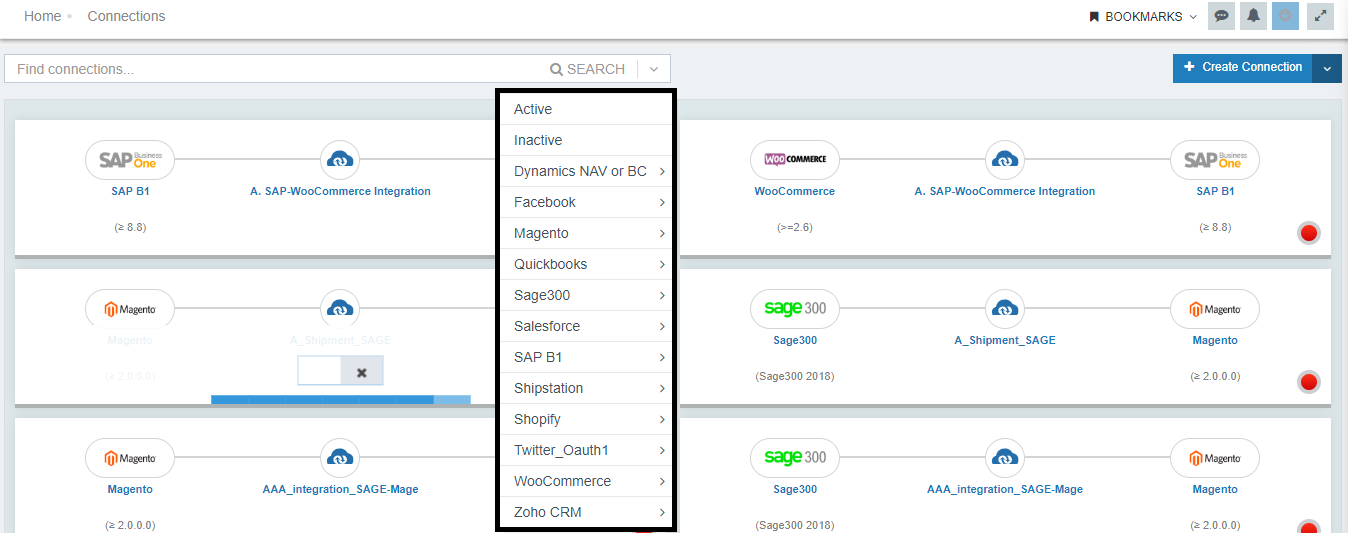 Home
Connections
BOOKMARKS
Find connections...
SEARCH
Create Connection
Active
Inactive
Dynamics NAV or BC
Facebook
Magento
Quickbooks
Sage300
Salesforce
SAP B1
Shipstation
Shopify
Twitter_Oauth1
WooCommerce
Zoho CRM
SAP Business One
SAP B1
A. SAP-WooCommerce Integration
(≥ 8.8)
WOO COMMERCE
WooCommerce
A. SAP-WooCommerce Integration
(>=2.6)
SAP Business One
SAP B1
(≥ 8.8)
Magento
Magento
A_Shipment_SAGE
(≥ 2.0.0.0)
sage 300
Sage300
A_Shipment_SAGE
(Sage300 2018)
Magento
Magento
(≥ 2.0.0.0)
Magento
Magento
AAA_integration_SAGE-Mage
(≥ 2.0.0.0)
sage 300
Sage300
AAA_integration_SAGE-Mage
(Sage300 2018)
Magento
Magento
(≥ 2.0.0.0)